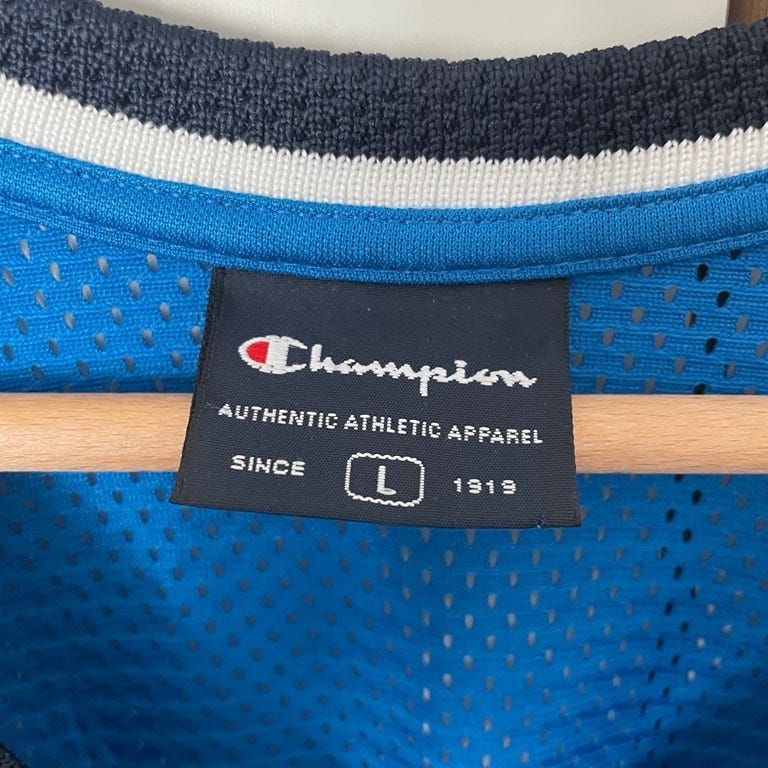 Champion
AUTHENTIC ATHLETIC APPAREL
SINCE L 1919